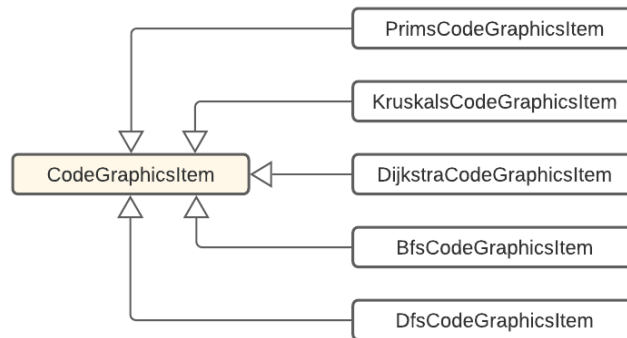 PrimsCodeGraphicsItem
KruskalsCodeGraphicsItem
CodeGraphicsItem
DijkstraCodeGraphicsItem
BfsCodeGraphicsItem
DfsCodeGraphicsItem